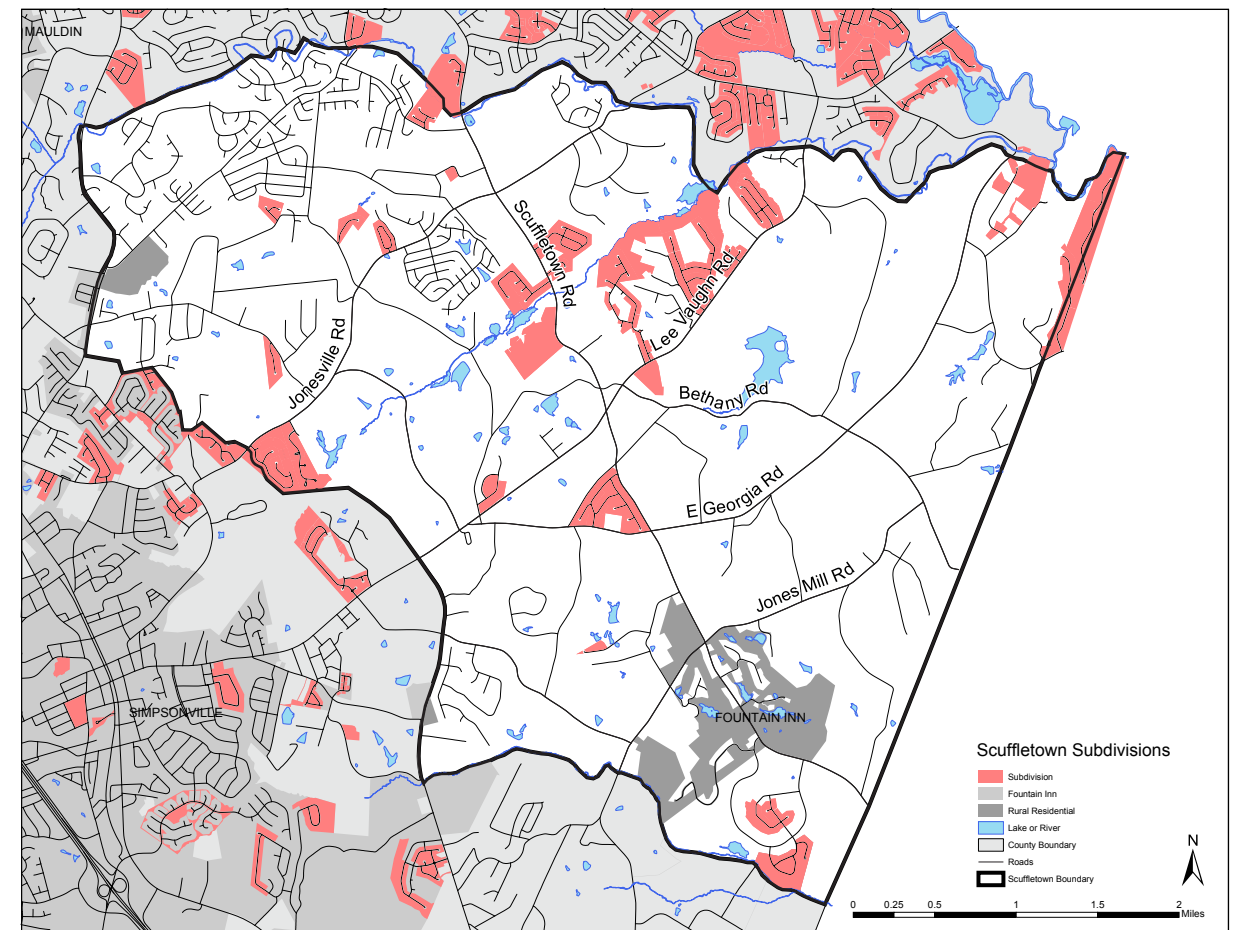 MAULDIN
Scuffletown Rd
Lee Vaughn Rd
Jonesville Rd
Bethany Rd
E Georgia Rd
Jones Mill Rd
SIMPSONVILLE
FOUNTAIN INN
Scuffletown Subdivisions
Subdivision
Fountain Inn
Rural Residential
Lake or River
County Boundary
Roads
Scuffletown Boundary
N
0 0.25 0.5 1 1.5 2
Miles